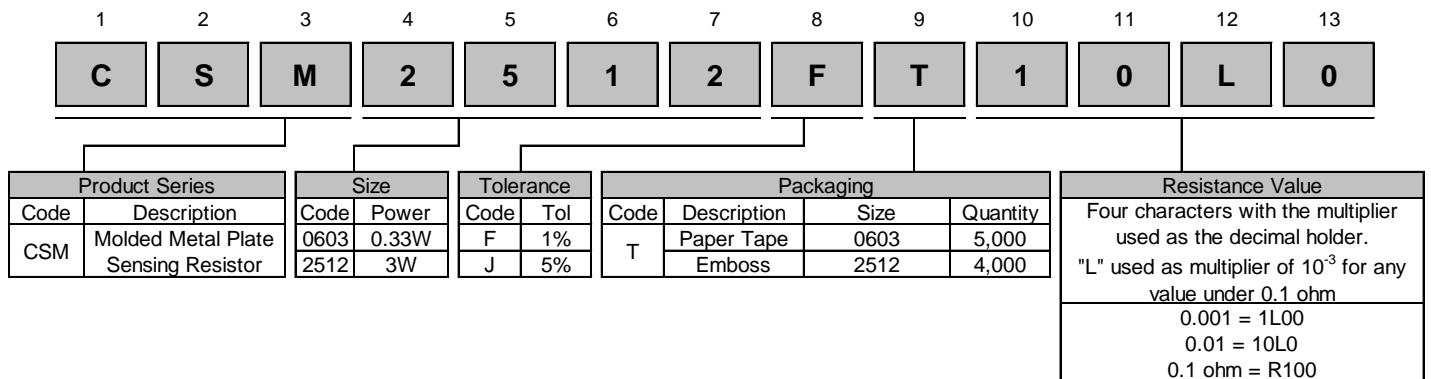 1 2 3 4 5 6 7 8 9 10 11 12 13
C S M 2 5 1 2 F T 1 0 L 0
Product Series
Code Description
CSM Molded Metal Plate
Sensing Resistor
Size
Code Power
0603 0.33W
2512 3W
Tolerance
Code Tol
F 1%
J 5%
Packaging
Code Description Size Quantity
T Paper Tape 0603 5,000
Emboss 2512 4,000
Resistance Value
Four characters with the multiplier
used as the decimal holder.
"L" used as multiplier of 10⁻³ for any
value under 0.1 ohm
0.001 = 1L00
0.01 = 10L0
0.1 ohm = R100